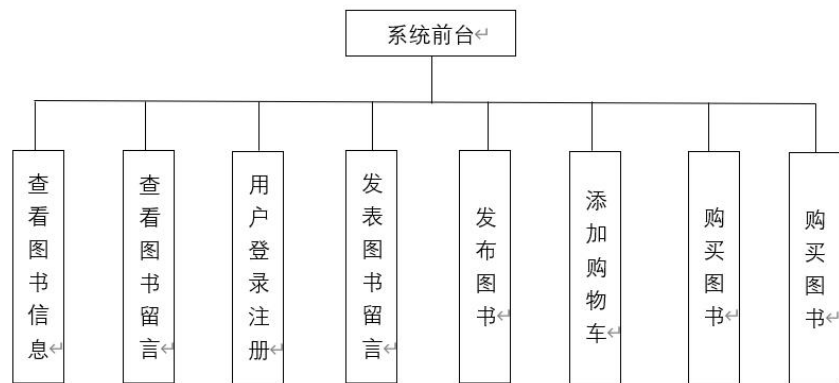 系统前台
查看图书信息
查看图书留言
用户登录注册
发表图书留言
发布图书
添加购物车
购买图书
购买图书